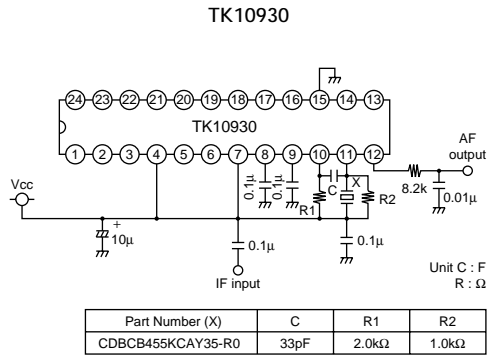 TK10930
24 23 22 21 20 19 18 17 16 15 14 13
TK10930
1 2 3 4 5 6 7 8 9 10 11 12
AF
output
Vcc
0.1µ
0.1µ
C
X
R1
R2
8.2k
0.01µ
+
10µ
0.1µ
0.1µ
IF input
Unit C : F
R : Ω
Part Number (X) C R1 R2
CDBCB455KCAY35-R0 33pF 2.0kΩ 1.0kΩ